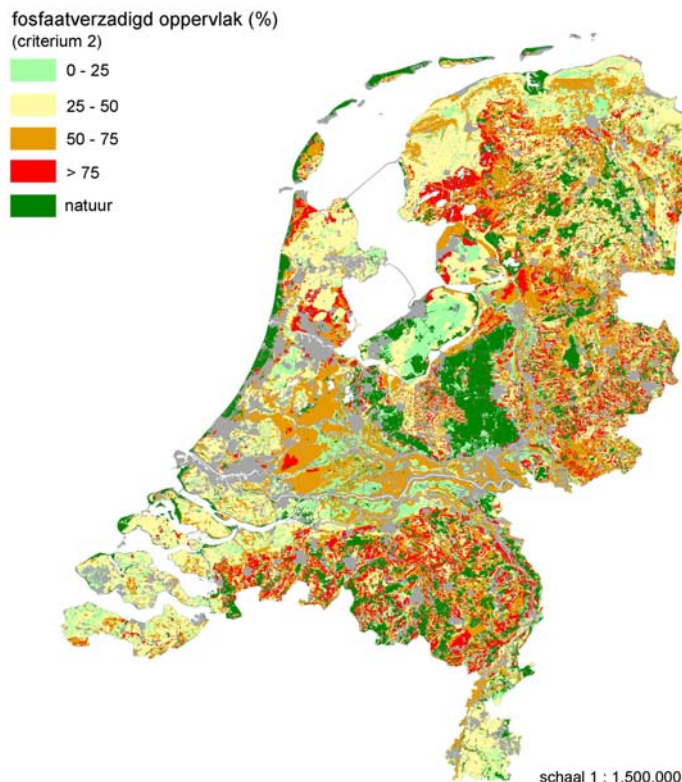 fosfaatverzadigd oppervlak (%)
(criterium 2)
0 - 25
25 - 50
50 - 75
> 75
natuur
schaal 1 : 1.500.000